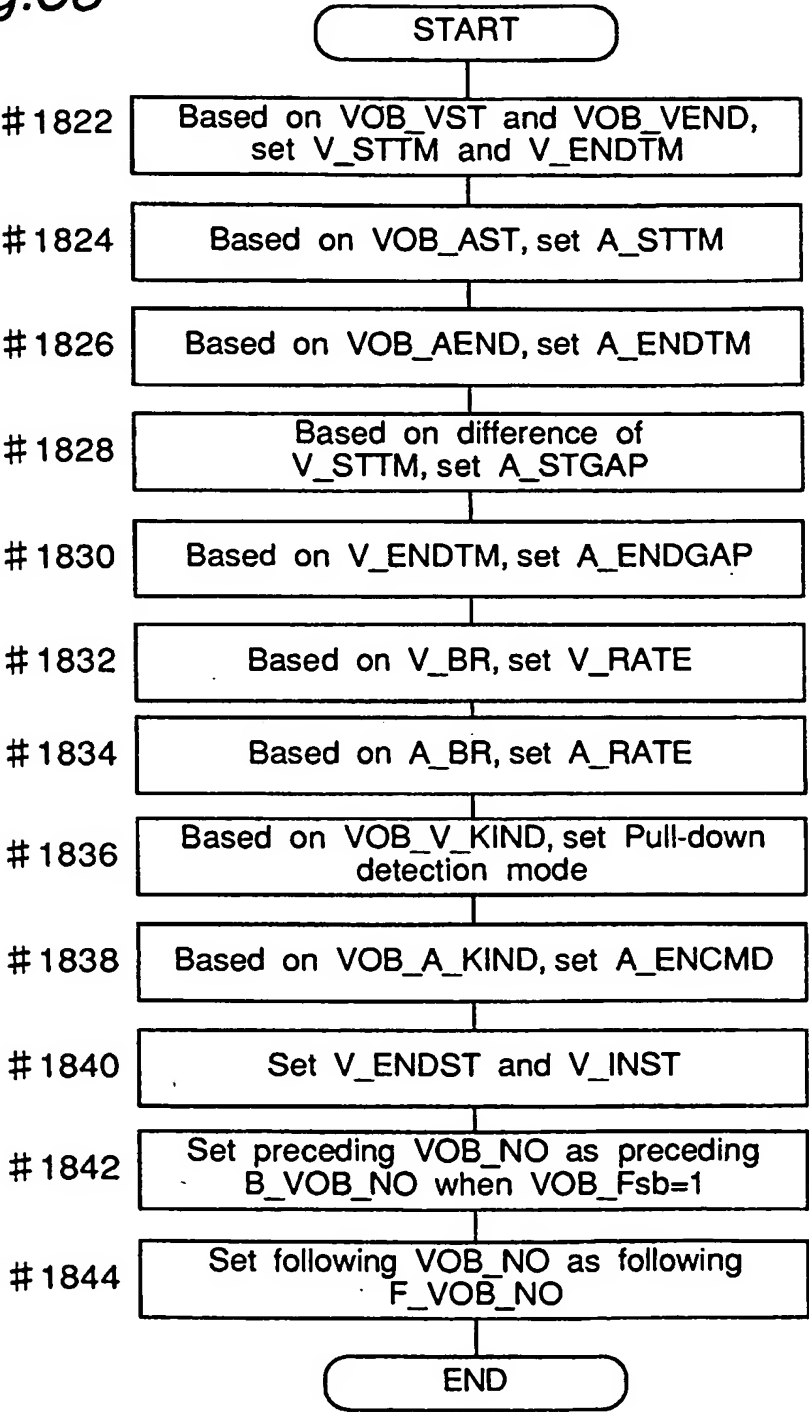 START
#1822
Based on VOB_VST and VOB_VEND,
set V_STTM and V_ENDTM
#1824
Based on VOB_AST, set A_STTM
#1826
Based on VOB_AEND, set A_ENDTM
#1828
Based on difference of
V_STTM, set A_STGAP
#1830
Based on V_ENDTM, set A_ENDGAP
#1832
Based on V_BR, set V_RATE
#1834
Based on A_BR, set A_RATE
#1836
Based on VOB_V_KIND, set Pull-down
detection mode
#1838
Based on VOB_A_KIND, set A_ENCMD
#1840
Set V_ENDST and V_INST
#1842
Set preceding VOB_NO as preceding
B_VOB_NO when VOB_Fsb=1
#1844
Set following VOB_NO as following
F_VOB_NO
END